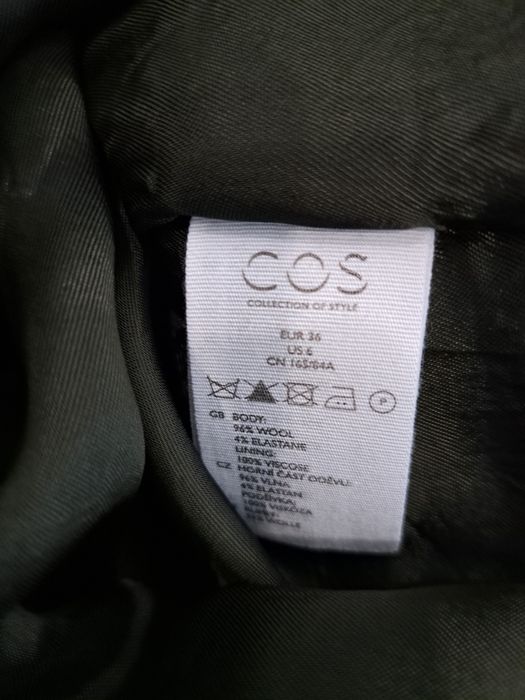 COS
COLLECTION OF STYLE
EUR 36
US 6
CN 165/84A
P
GB BODY:
96% WOOL
4% ELASTANE
LINING:
100% VISCOSE
CZ HORNÍ ČÁST ODĚVU:
96% VLNA
4% ELASTAN
PODŠÍVKA:
100% VISKÓZA
WOLLE